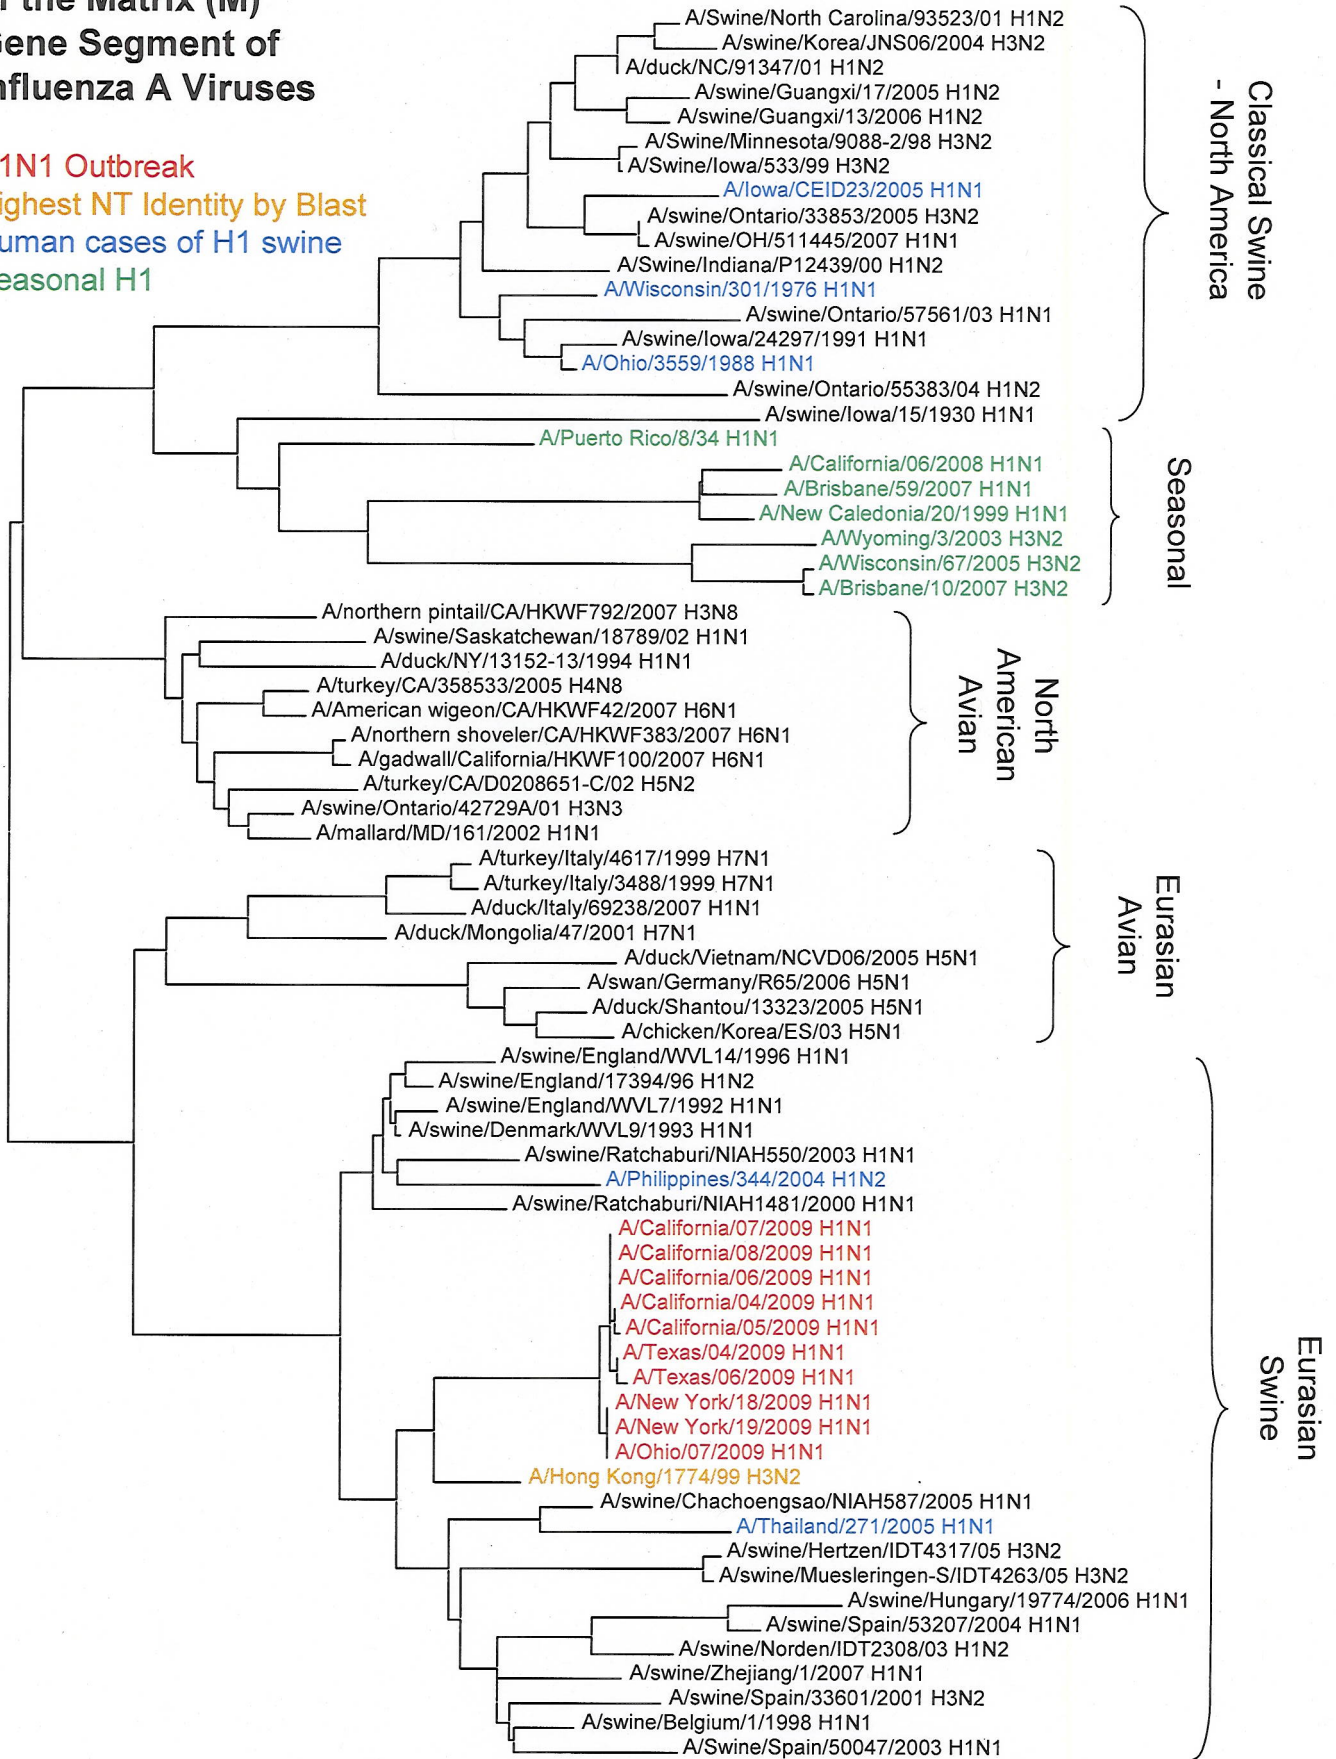 the Matrix (M)
ene Segment of
nfluenza A Viruses
1N1 Outbreak
ighest NT Identity by Blast
uman cases of H1 swine
easonal H1
A/Swine/North Carolina/93523/01 H1N2
A/swine/Korea/JNS06/2004 H3N2
A/duck/NC/91347/01 H1N2
A/swine/Guangxi/17/2005 H1N2
A/swine/Guangxi/13/2006 H1N2
A/Swine/Minnesota/9088-2/98 H3N2
A/Swine/Iowa/533/99 H3N2
A/Iowa/CEID23/2005 H1N1
A/swine/Ontario/33853/2005 H3N2
A/swine/OH/511445/2007 H1N1
A/Swine/Indiana/P12439/00 H1N2
A/Wisconsin/301/1976 H1N1
A/swine/Ontario/57561/03 H1N1
A/swine/Iowa/24297/1991 H1N1
A/Ohio/3559/1988 H1N1
A/swine/Ontario/55383/04 H1N2
A/swine/Iowa/15/1930 H1N1
Classical Swine
- North America
A/Puerto Rico/8/34 H1N1
A/California/06/2008 H1N1
A/Brisbane/59/2007 H1N1
A/New Caledonia/20/1999 H1N1
A/Wyoming/3/2003 H3N2
A/Wisconsin/67/2005 H3N2
A/Brisbane/10/2007 H3N2
Seasonal
A/northern pintail/CA/HKWF792/2007 H3N8
A/swine/Saskatchewan/18789/02 H1N1
A/duck/NY/13152-13/1994 H1N1
A/turkey/CA/358533/2005 H4N8
A/American wigeon/CA/HKWF42/2007 H6N1
A/northern shoveler/CA/HKWF383/2007 H6N1
A/gadwall/California/HKWF100/2007 H6N1
A/turkey/CA/D0208651-C/02 H5N2
A/swine/Ontario/42729A/01 H3N3
A/mallard/MD/161/2002 H1N1
North
American
Avian
A/turkey/Italy/4617/1999 H7N1
A/turkey/Italy/3488/1999 H7N1
A/duck/Italy/69238/2007 H1N1
A/duck/Mongolia/47/2001 H7N1
A/duck/Vietnam/NCVD06/2005 H5N1
A/swan/Germany/R65/2006 H5N1
A/duck/Shantou/13323/2005 H5N1
A/chicken/Korea/ES/03 H5N1
Eurasian
Avian
A/swine/England/WVL14/1996 H1N1
A/swine/England/17394/96 H1N2
A/swine/England/WVL7/1992 H1N1
A/swine/Denmark/WVL9/1993 H1N1
A/swine/Ratchaburi/NIAH550/2003 H1N1
A/Philippines/344/2004 H1N2
A/swine/Ratchaburi/NIAH1481/2000 H1N1
A/California/07/2009 H1N1
A/California/08/2009 H1N1
A/California/06/2009 H1N1
A/California/04/2009 H1N1
A/California/05/2009 H1N1
A/Texas/04/2009 H1N1
A/Texas/06/2009 H1N1
A/New York/18/2009 H1N1
A/New York/19/2009 H1N1
A/Ohio/07/2009 H1N1
A/Hong Kong/1774/99 H3N2
A/swine/Chachoengsao/NIAH587/2005 H1N1
A/Thailand/271/2005 H1N1
A/swine/Hertzen/IDT4317/05 H3N2
A/swine/Muesleringen-S/IDT4263/05 H3N2
A/swine/Hungary/19774/2006 H1N1
A/swine/Spain/53207/2004 H1N1
A/swine/Norden/IDT2308/03 H1N2
A/swine/Zhejiang/1/2007 H1N1
A/swine/Spain/33601/2001 H3N2
A/swine/Belgium/1/1998 H1N1
A/Swine/Spain/50047/2003 H1N1
Eurasian
Swine